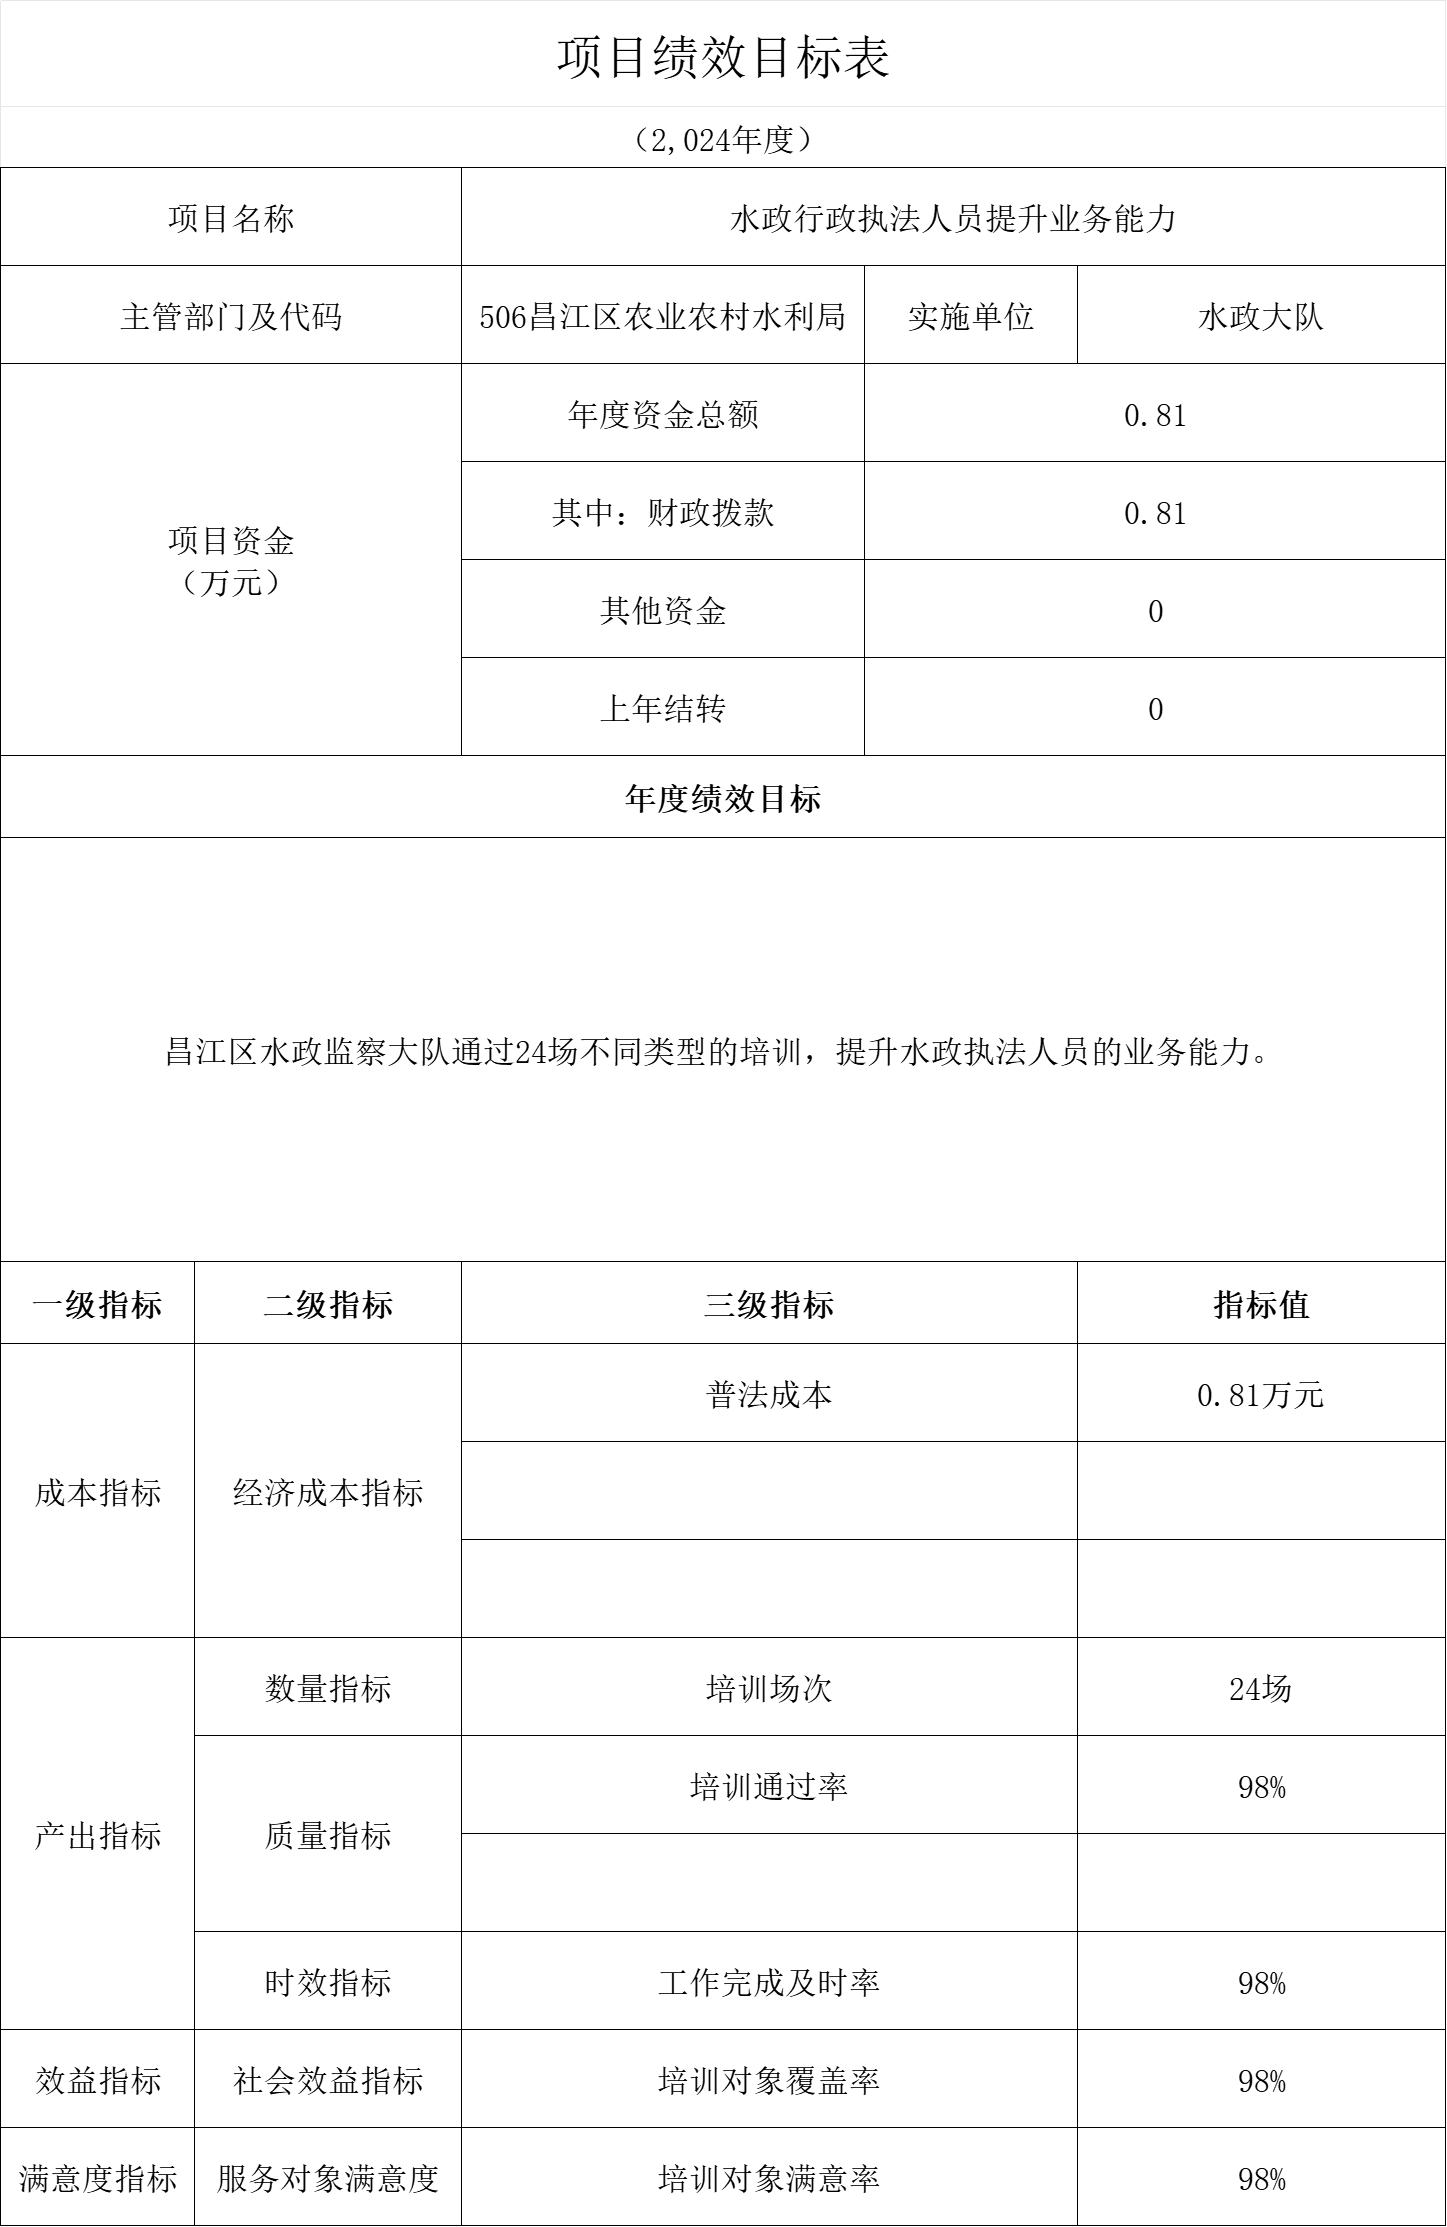 项目绩效目标表
（2,024年度）
项目名称
水政行政执法人员提升业务能力
主管部门及代码
506昌江区农业农村水利局
实施单位
水政大队
项目资金
（万元）
年度资金总额
0.81
其中：财政拨款
0.81
其他资金
0
上年结转
0
年度绩效目标
昌江区水政监察大队通过24场不同类型的培训，提升水政执法人员的业务能力。
一级指标
二级指标
三级指标
指标值
成本指标
经济成本指标
普法成本
0.81万元
产出指标
数量指标
培训场次
24场
质量指标
培训通过率
98%
时效指标
工作完成及时率
98%
效益指标
社会效益指标
培训对象覆盖率
98%
满意度指标
服务对象满意度
培训对象满意率
98%